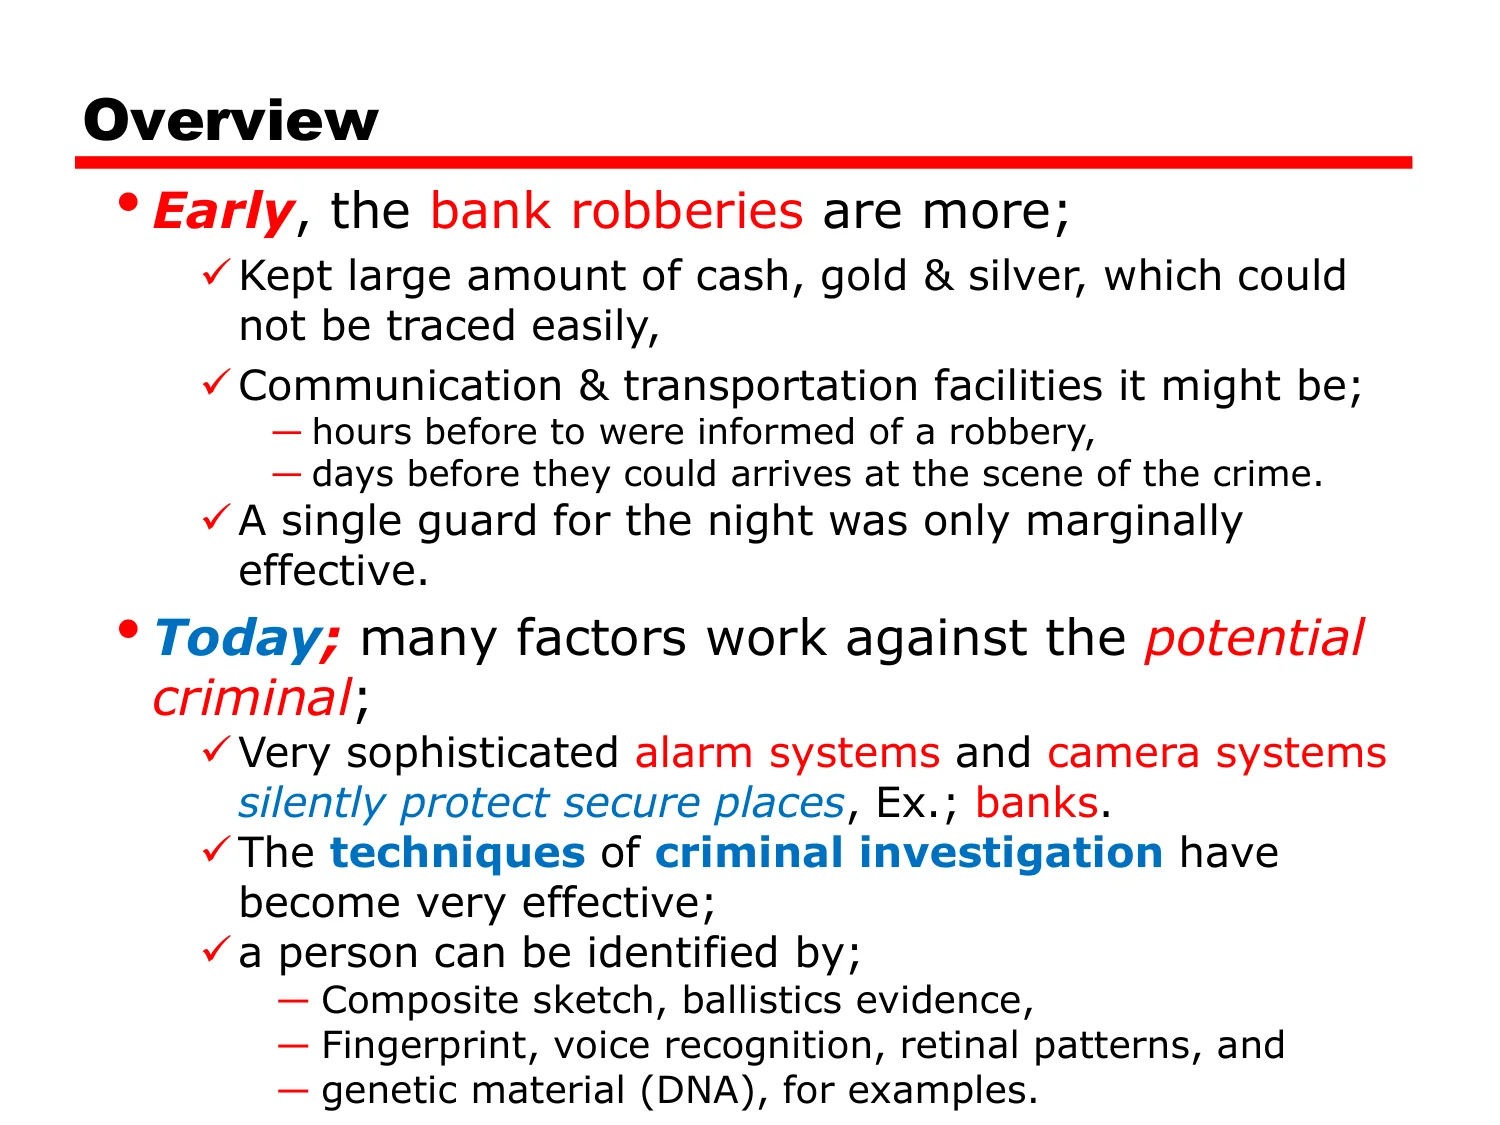 Overview
• Early, the bank robberies are more;
✓ Kept large amount of cash, gold & silver, which could
not be traced easily,
✓ Communication & transportation facilities it might be;
— hours before to were informed of a robbery,
— days before they could arrives at the scene of the crime.
✓ A single guard for the night was only marginally
effective.
• Today; many factors work against the potential
criminal;
✓ Very sophisticated alarm systems and camera systems
silently protect secure places, Ex.; banks.
✓ The techniques of criminal investigation have
become very effective;
✓ a person can be identified by;
— Composite sketch, ballistics evidence,
— Fingerprint, voice recognition, retinal patterns, and
— genetic material (DNA), for examples.